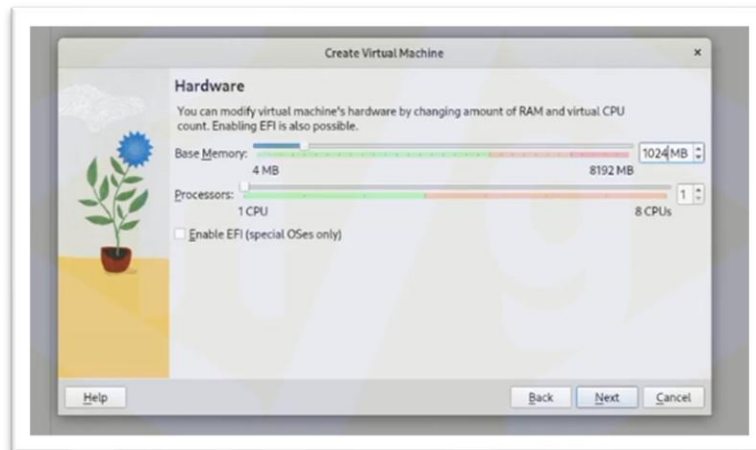 Create Virtual Machine
Hardware
You can modify virtual machine's hardware by changing amount of RAM and virtual CPU
count. Enabling EFI is also possible.
Base Memory: 1024 MB
4 MB 8192 MB
Processors: 1
1 CPU 8 CPUs
Enable EFI (special OSes only)
Help Back Next Cancel